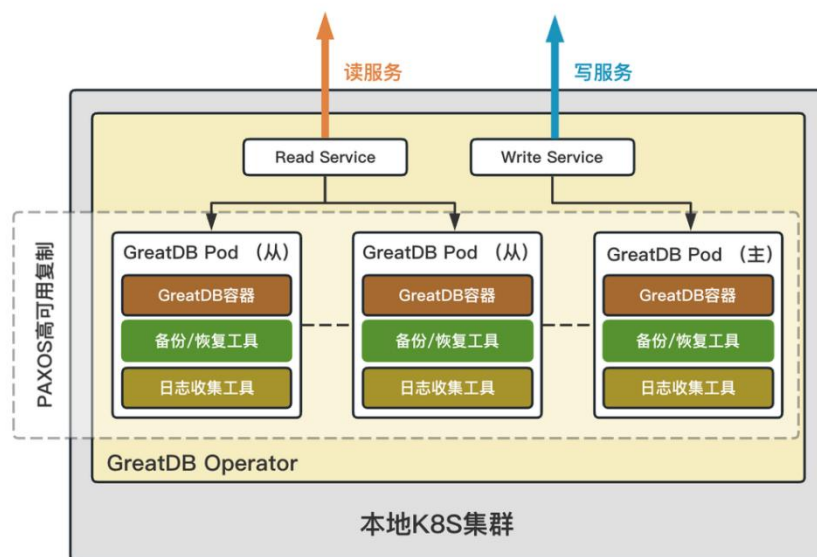 读服务
写服务
Read Service
Write Service
PAXOS高可用复制
GreatDB Pod （从）
GreatDB容器
备份/恢复工具
日志收集工具
GreatDB Pod （从）
GreatDB容器
备份/恢复工具
日志收集工具
GreatDB Pod （主）
GreatDB容器
备份/恢复工具
日志收集工具
GreatDB Operator
本地K8S集群